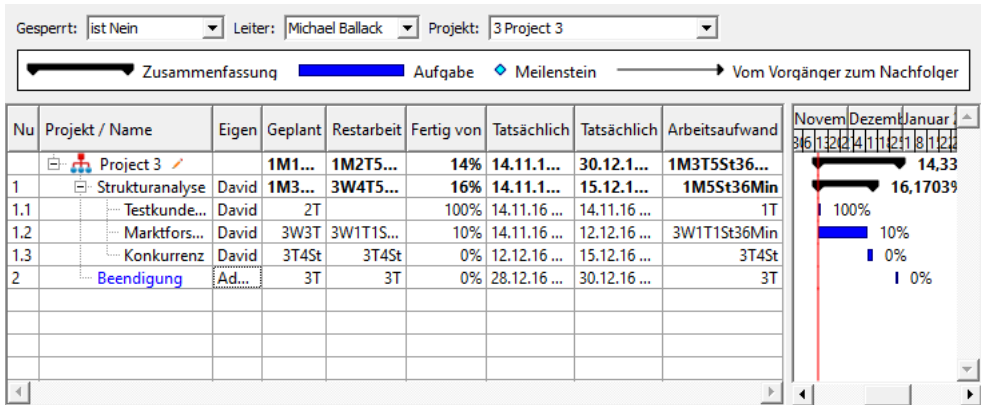 Gesperrt: ist Nein Leiter: Michael Ballack Projekt: 3 Project 3
Zusammenfassung Aufgabe Meilenstein Vom Vorgänger zum Nachfolger
Nu Projekt / Name Eigen Geplant Restarbeit Fertig von Tatsächlich Tatsächlich Arbeitsaufwand Novem Dezemb Januar
Project 3 1M1... 1M2T5... 14% 14.11.1... 30.12.1... 1M3T5St36... 14,33
1 Strukturanalyse David 1M3... 3W4T5... 16% 14.11.1... 15.12.1... 1M5St36Min 16,1703%
1.1 Testkunde... David 2T 100% 14.11.16 ... 14.11.16 ... 1T 100%
1.2 Marktfors... David 3W3T 3W1T1S... 10% 14.11.16 ... 12.12.16 ... 3W1T1St36Min 10%
1.3 Konkurrenz David 3T4St 3T4St 0% 12.12.16 ... 15.12.16 ... 3T4St 0%
2 Beendigung Ad... 3T 3T 0% 28.12.16 ... 30.12.16 ... 3T 0%